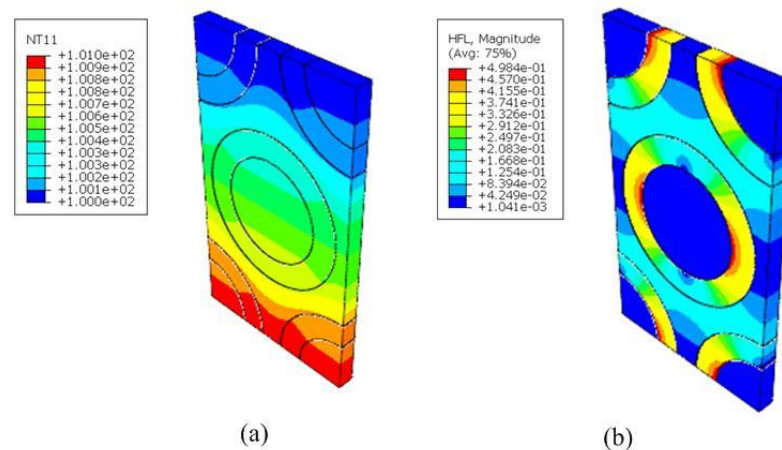 NT11
+1.010e+02
+1.009e+02
+1.008e+02
+1.008e+02
+1.007e+02
+1.006e+02
+1.005e+02
+1.004e+02
+1.003e+02
+1.003e+02
+1.002e+02
+1.001e+02
+1.000e+02
HFL, Magnitude
(Avg: 75%)
+4.984e-01
+4.570e-01
+4.155e-01
+3.741e-01
+3.326e-01
+2.912e-01
+2.497e-01
+2.083e-01
+1.668e-01
+1.254e-01
+8.394e-02
+4.249e-02
+1.041e-03
(a)
(b)